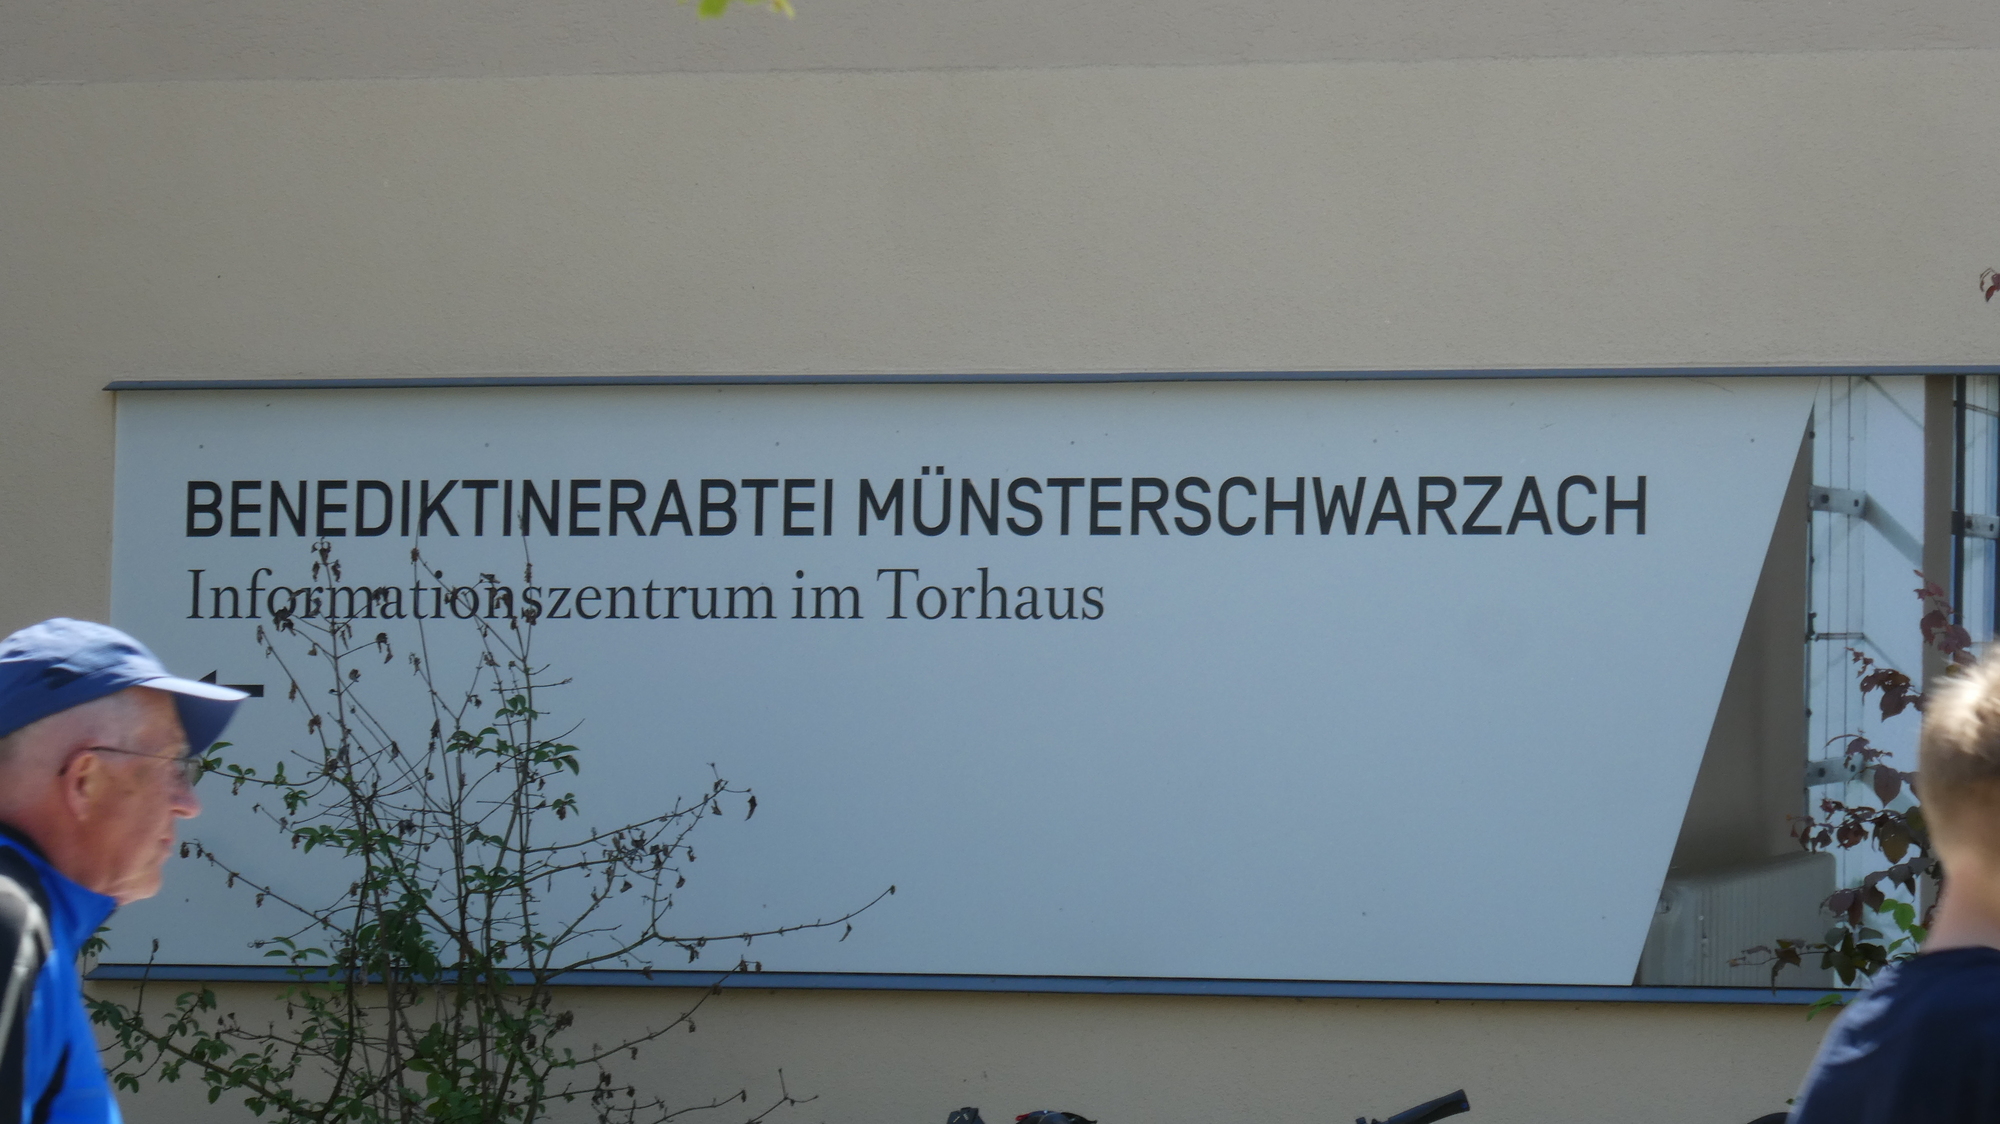 BENEDIKTINERABTEI MÜNSTERSCHWARZACH
Informationszentrum im Torhaus